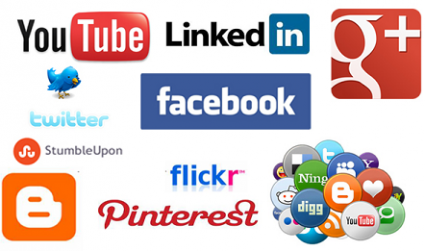 YouTube
LinkedIn
g+
facebook
twitter
StumbleUpon
flickr
Pinterest
B
Ning
digg
YouTube